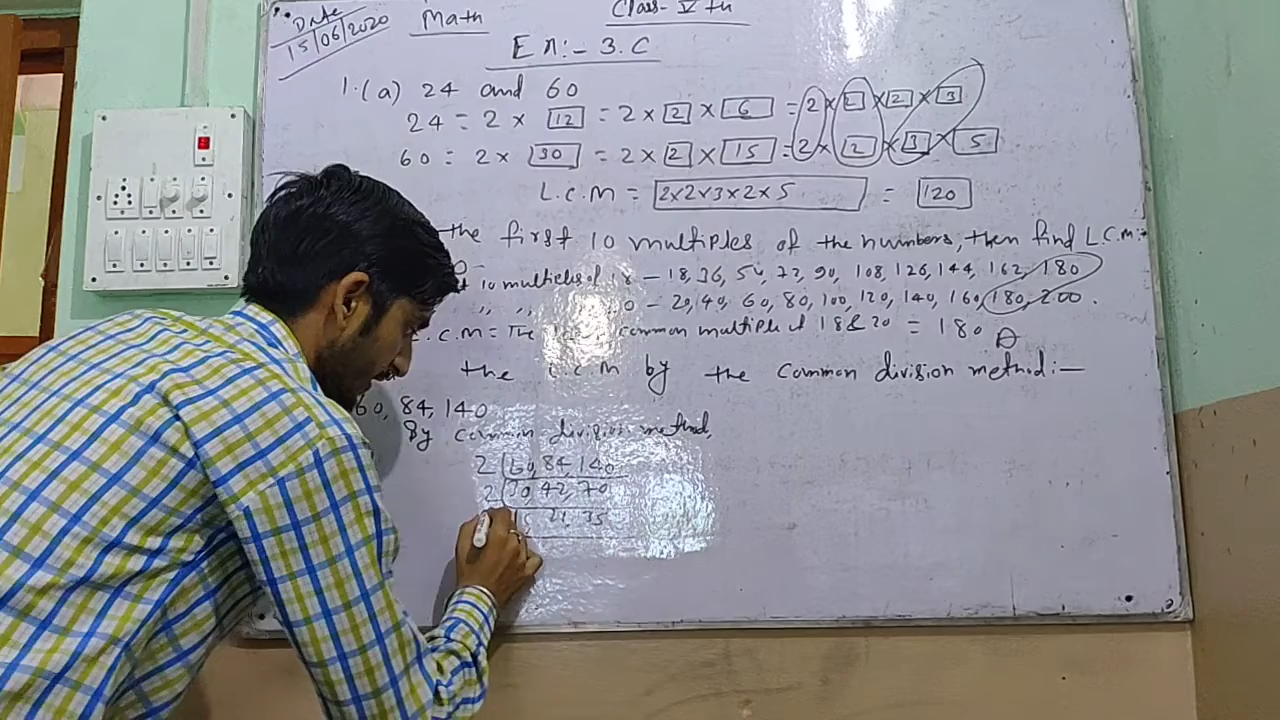 Date
15/06/2020
Math
Class - Vth
Ex:- 3.C
1.(a) 24 and 60
24 = 2 × 12 = 2 × 2 × 6 = 2 × 2 × 2 × 3
60 = 2 × 30 = 2 × 2 × 15 = 2 × 2 × 3 × 5
L.C.M = 2×2×3×2×5 = 120
the first 10 multiples of the numbers, then find L.C.M:-
10 multiples of 18 - 18, 36, 54, 72, 90, 108, 126, 144, 162, 180
,, ,, 0 - 20, 40, 60, 80, 100, 120, 140, 160, 180, 200.
.C.M = The common multiple of 18 & 20 = 180 A
the L.C.M by the common division method:-
60, 84, 140
By common division method,
2 60, 84, 140
2 30, 42, 70
21, 35